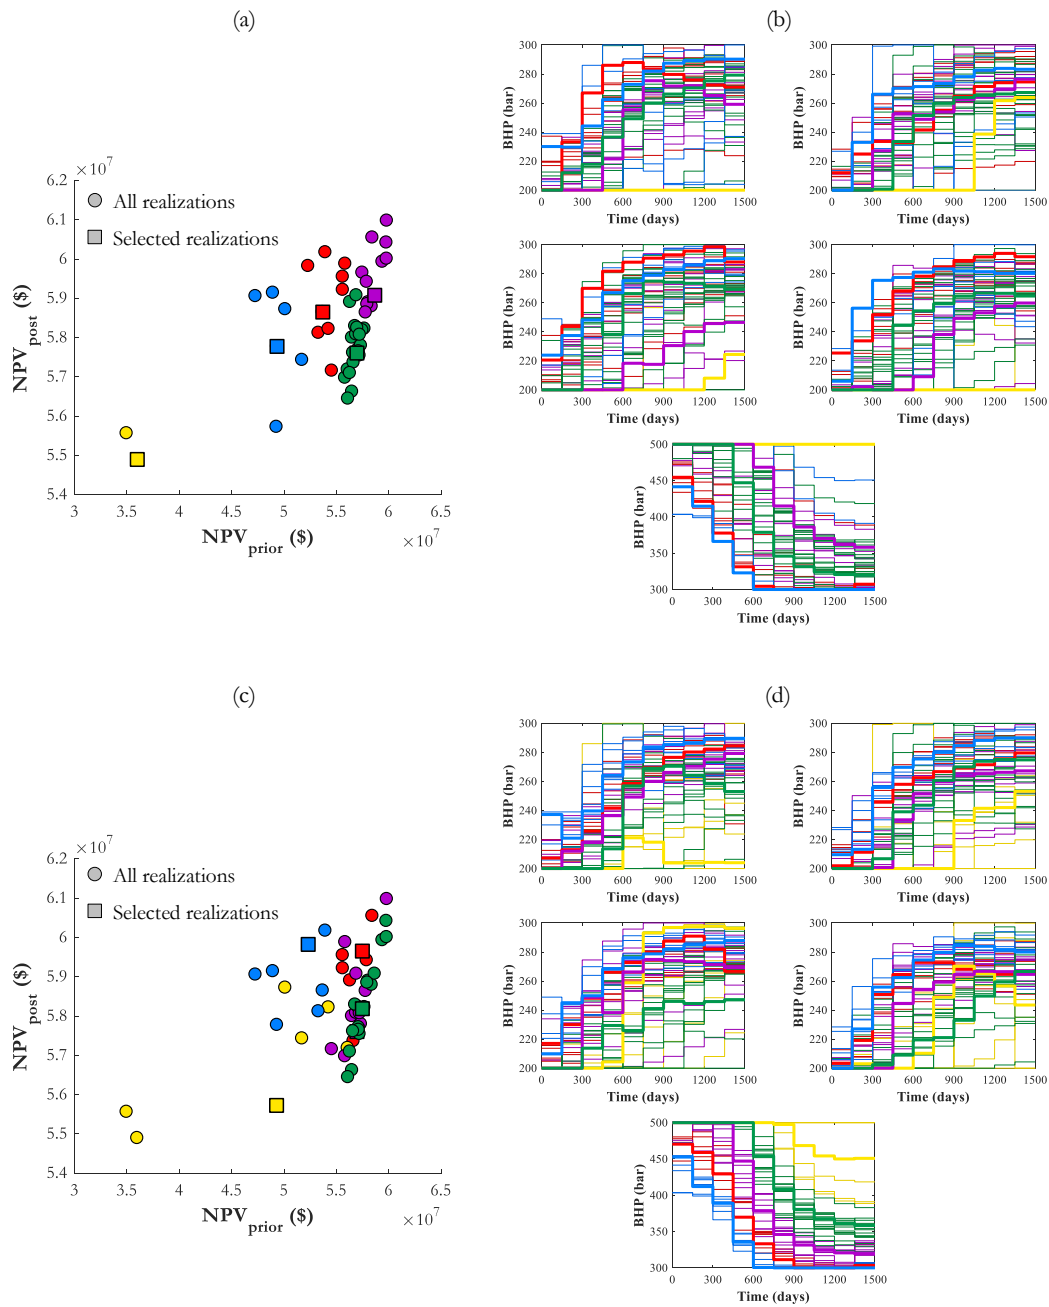 (a)
(b)
×10⁷
6.2
6.1
6
5.9
5.8
5.7
5.6
5.5
5.4
NPVpost ($)
All realizations
Selected realizations
3 3.5 4 4.5 5 5.5 6 6.5
NPVprior ($)
×10⁷
300
280
260
240
220
200
BHP (bar)
0 300 600 900 1200 1500
Time (days)
300
280
260
240
220
200
BHP (bar)
0 300 600 900 1200 1500
Time (days)
300
280
260
240
220
200
BHP (bar)
0 300 600 900 1200 1500
Time (days)
300
280
260
240
220
200
BHP (bar)
0 300 600 900 1200 1500
Time (days)
500
450
400
350
300
BHP (bar)
0 300 600 900 1200 1500
Time (days)
(c)
(d)
×10⁷
6.2
6.1
6
5.9
5.8
5.7
5.6
5.5
5.4
NPVpost ($)
All realizations
Selected realizations
3 3.5 4 4.5 5 5.5 6 6.5
NPVprior ($)
×10⁷
300
280
260
240
220
200
BHP (bar)
0 300 600 900 1200 1500
Time (days)
300
280
260
240
220
200
BHP (bar)
0 300 600 900 1200 1500
Time (days)
300
280
260
240
220
200
BHP (bar)
0 300 600 900 1200 1500
Time (days)
300
280
260
240
220
200
BHP (bar)
0 300 600 900 1200 1500
Time (days)
500
450
400
350
300
BHP (bar)
0 300 600 900 1200 1500
Time (days)